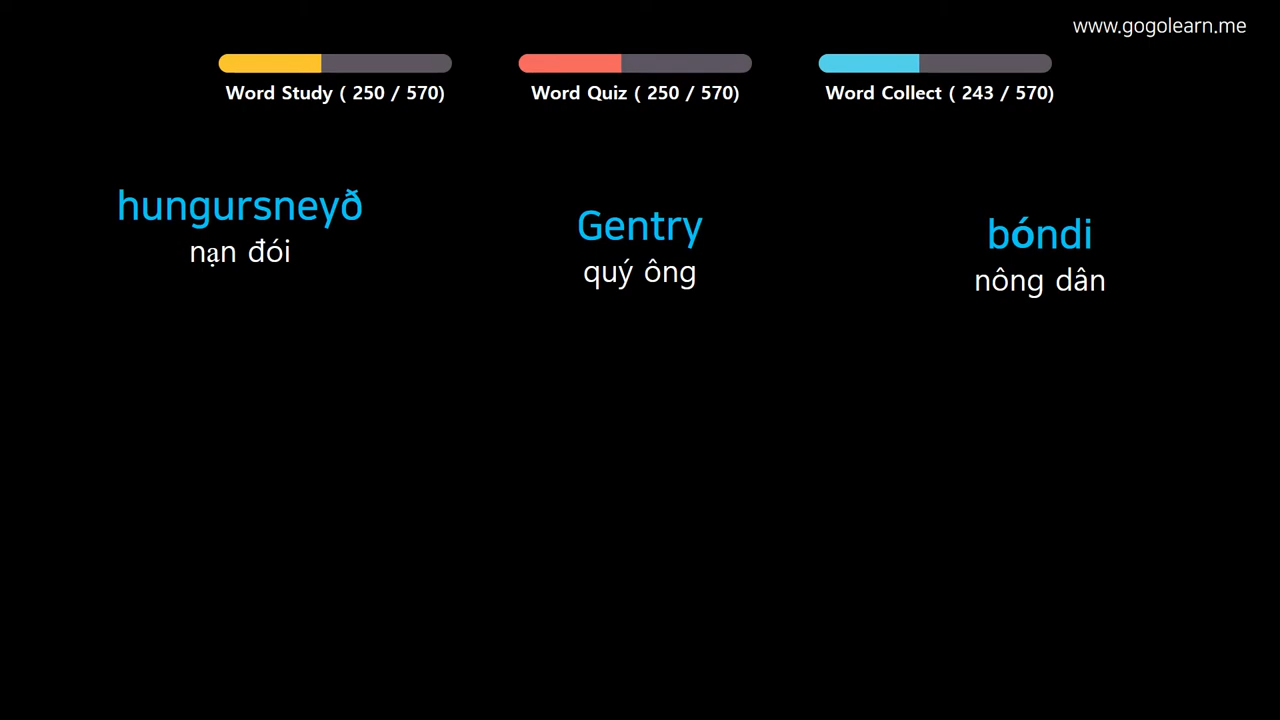 www.gogolearn.me
Word Study ( 250 / 570)
Word Quiz ( 250 / 570)
Word Collect ( 243 / 570)
hungursneyð
nạn đói
Gentry
quý ông
bóndi
nông dân